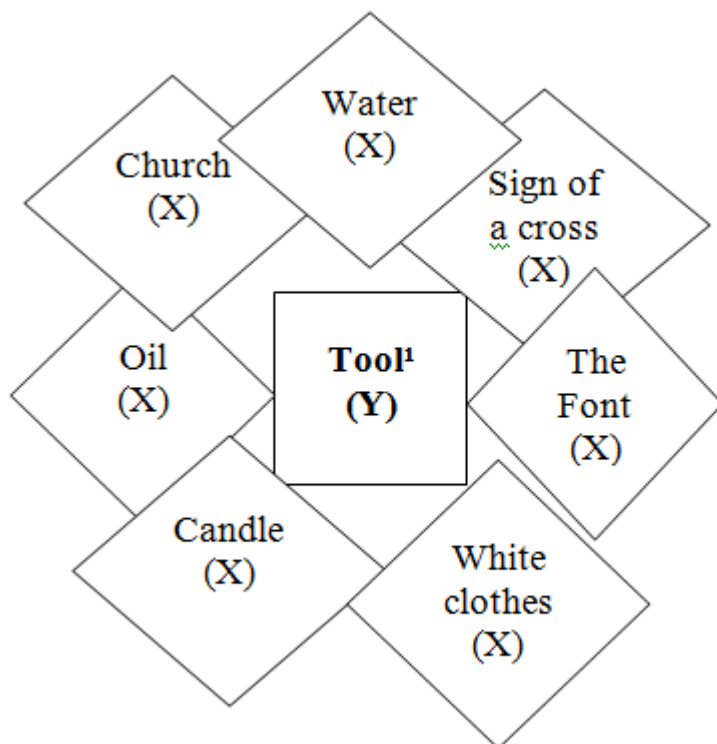 Water
(X)
Church
(X)
Sign of
a cross
(X)
Oil
(X)
Tool¹
(Y)
The
Font
(X)
Candle
(X)
White
clothes
(X)